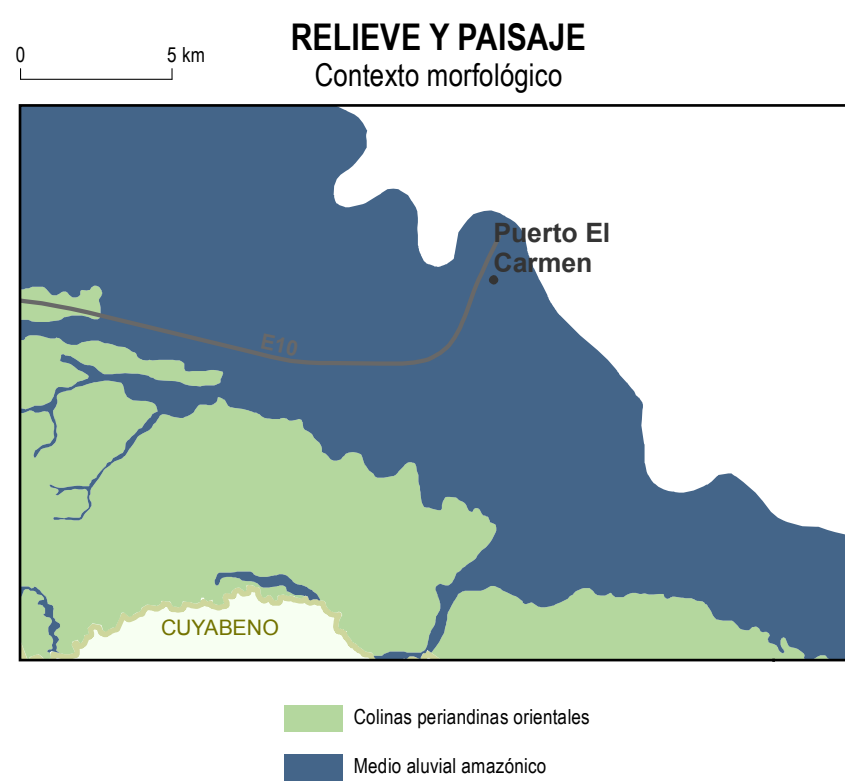 RELIEVE Y PAISAJE
Contexto morfológico
0 5 km
Puerto El
Carmen
E10
CUYABENO
Colinas periandinas orientales
Medio aluvial amazónico